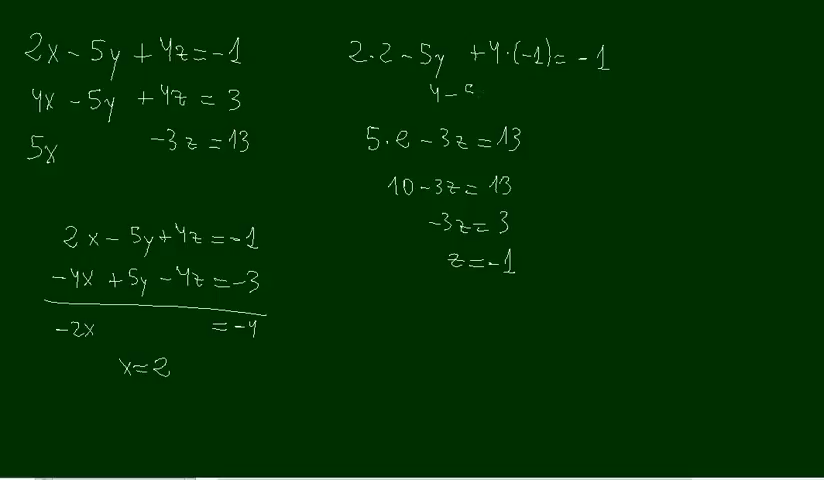 2x - 5y + 4z = -1
4x - 5y + 4z = 3
5x - 3z = 13
2x - 5y + 4z = -1
-4x + 5y - 4z = -3
-2x = -4
x = 2
2·2 - 5y + 4·(-1) = -1
4 - 5
5·2 - 3z = 13
10 - 3z = 13
-3z = 3
z = -1